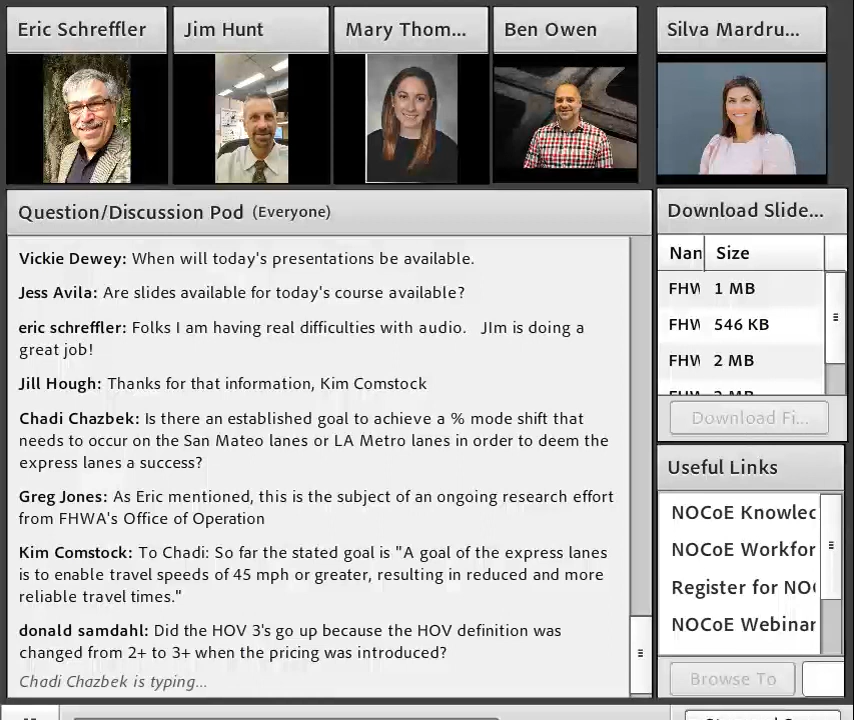 Eric Schreffler
Jim Hunt
Mary Thom...
Ben Owen
Silva Mardru...
Question/Discussion Pod (Everyone)
Vickie Dewey: When will today's presentations be available.
Jess Avila: Are slides available for today's course available?
eric schreffler: Folks I am having real difficulties with audio. JIm is doing a
great job!
Jill Hough: Thanks for that information, Kim Comstock
Chadi Chazbek: Is there an established goal to achieve a % mode shift that
needs to occur on the San Mateo lanes or LA Metro lanes in order to deem the
express lanes a success?
Greg Jones: As Eric mentioned, this is the subject of an ongoing research effort
from FHWA's Office of Operation
Kim Comstock: To Chadi: So far the stated goal is "A goal of the express lanes
is to enable travel speeds of 45 mph or greater, resulting in reduced and more
reliable travel times."
donald samdahl: Did the HOV 3's go up because the HOV definition was
changed from 2+ to 3+ when the pricing was introduced?
Chadi Chazbek is typing...
Download Slide...
Nan Size
FHW 1 MB
FHW 546 KB
FHW 2 MB
Download Fi...
Useful Links
NOCoE Knowlec
NOCoE Workfor
Register for NO
NOCoE Webinar
Browse To